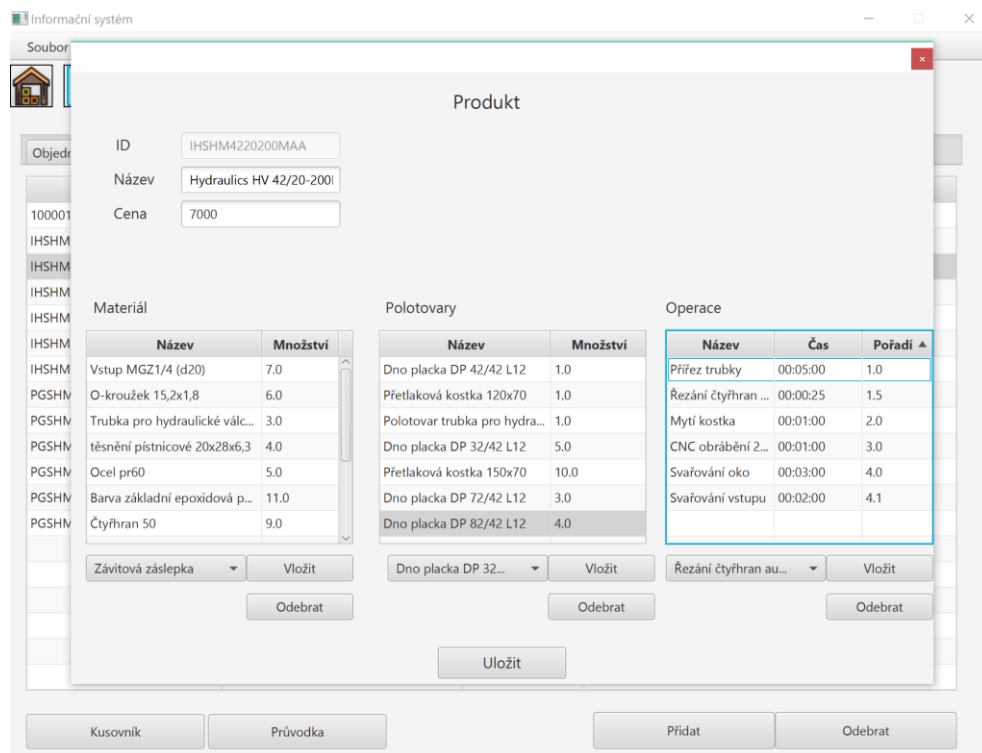 Informační systém
Soubor
Produkt
ID IHSHM4220200MAA
Název Hydraulics HV 42/20-200
Cena 7000
Objedn
100001
IHSHM
IHSHM
IHSHM
IHSHM
IHSHM
IHSHM
PGSHM
PGSHM
PGSHM
PGSHM
PGSHM
PGSHM
Materiál
Název Množství
Vstup MGZ1/4 (d20) 7.0
O-kroužek 15,2x1,8 6.0
Trubka pro hydraulické válc... 3.0
těsnění pístnicové 20x28x6,3 4.0
Ocel pr60 5.0
Barva základní epoxidová p... 11.0
Čtyřhran 50 9.0
Závitová záslepka Vložit
Odebrat
Polotovary
Název Množství
Dno placka DP 42/42 L12 1.0
Přetlaková kostka 120x70 1.0
Polotovar trubka pro hydra... 1.0
Dno placka DP 32/42 L12 5.0
Přetlaková kostka 150x70 10.0
Dno placka DP 72/42 L12 3.0
Dno placka DP 82/42 L12 4.0
Dno placka DP 32... Vložit
Odebrat
Operace
Název Čas Pořadí
Přířez trubky 00:05:00 1.0
Řezání čtyřhran ... 00:00:25 1.5
Mytí kostka 00:01:00 2.0
CNC obrábění 2... 00:01:00 3.0
Svařování oko 00:03:00 4.0
Svařování vstupu 00:02:00 4.1
Řezání čtyřhran au... Vložit
Odebrat
Uložit
Kusovník Průvodka Přidat Odebrat